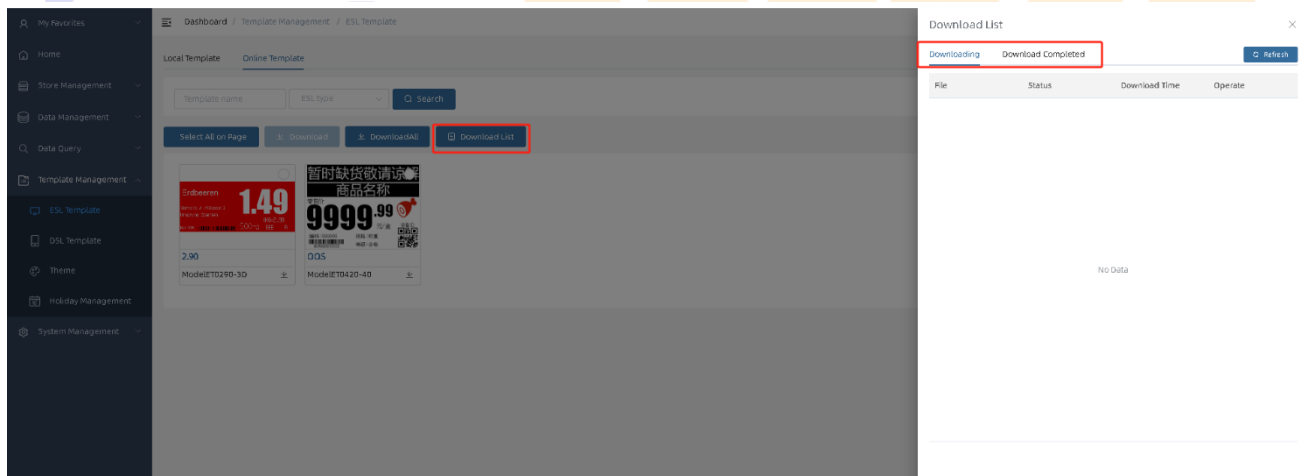 My Favorites
Home
Store Management
Data Management
Data Query
Template Management
ESL Template
DSL Template
Theme
Holiday Management
System Management
Dashboard / Template Management / ESL Template
Local Template Online Template
Template name ESL type Search
Select All on Page Download DownloadAll Download List
Erdbeeren
1.49
500-g
2.90
ModelET0290-3D
暂时缺货敬请谅解
商品名称
9999.99
OOS
ModelET0420-40
Download List
Downloading Download Completed Refresh
File Status Download Time Operate
No Data